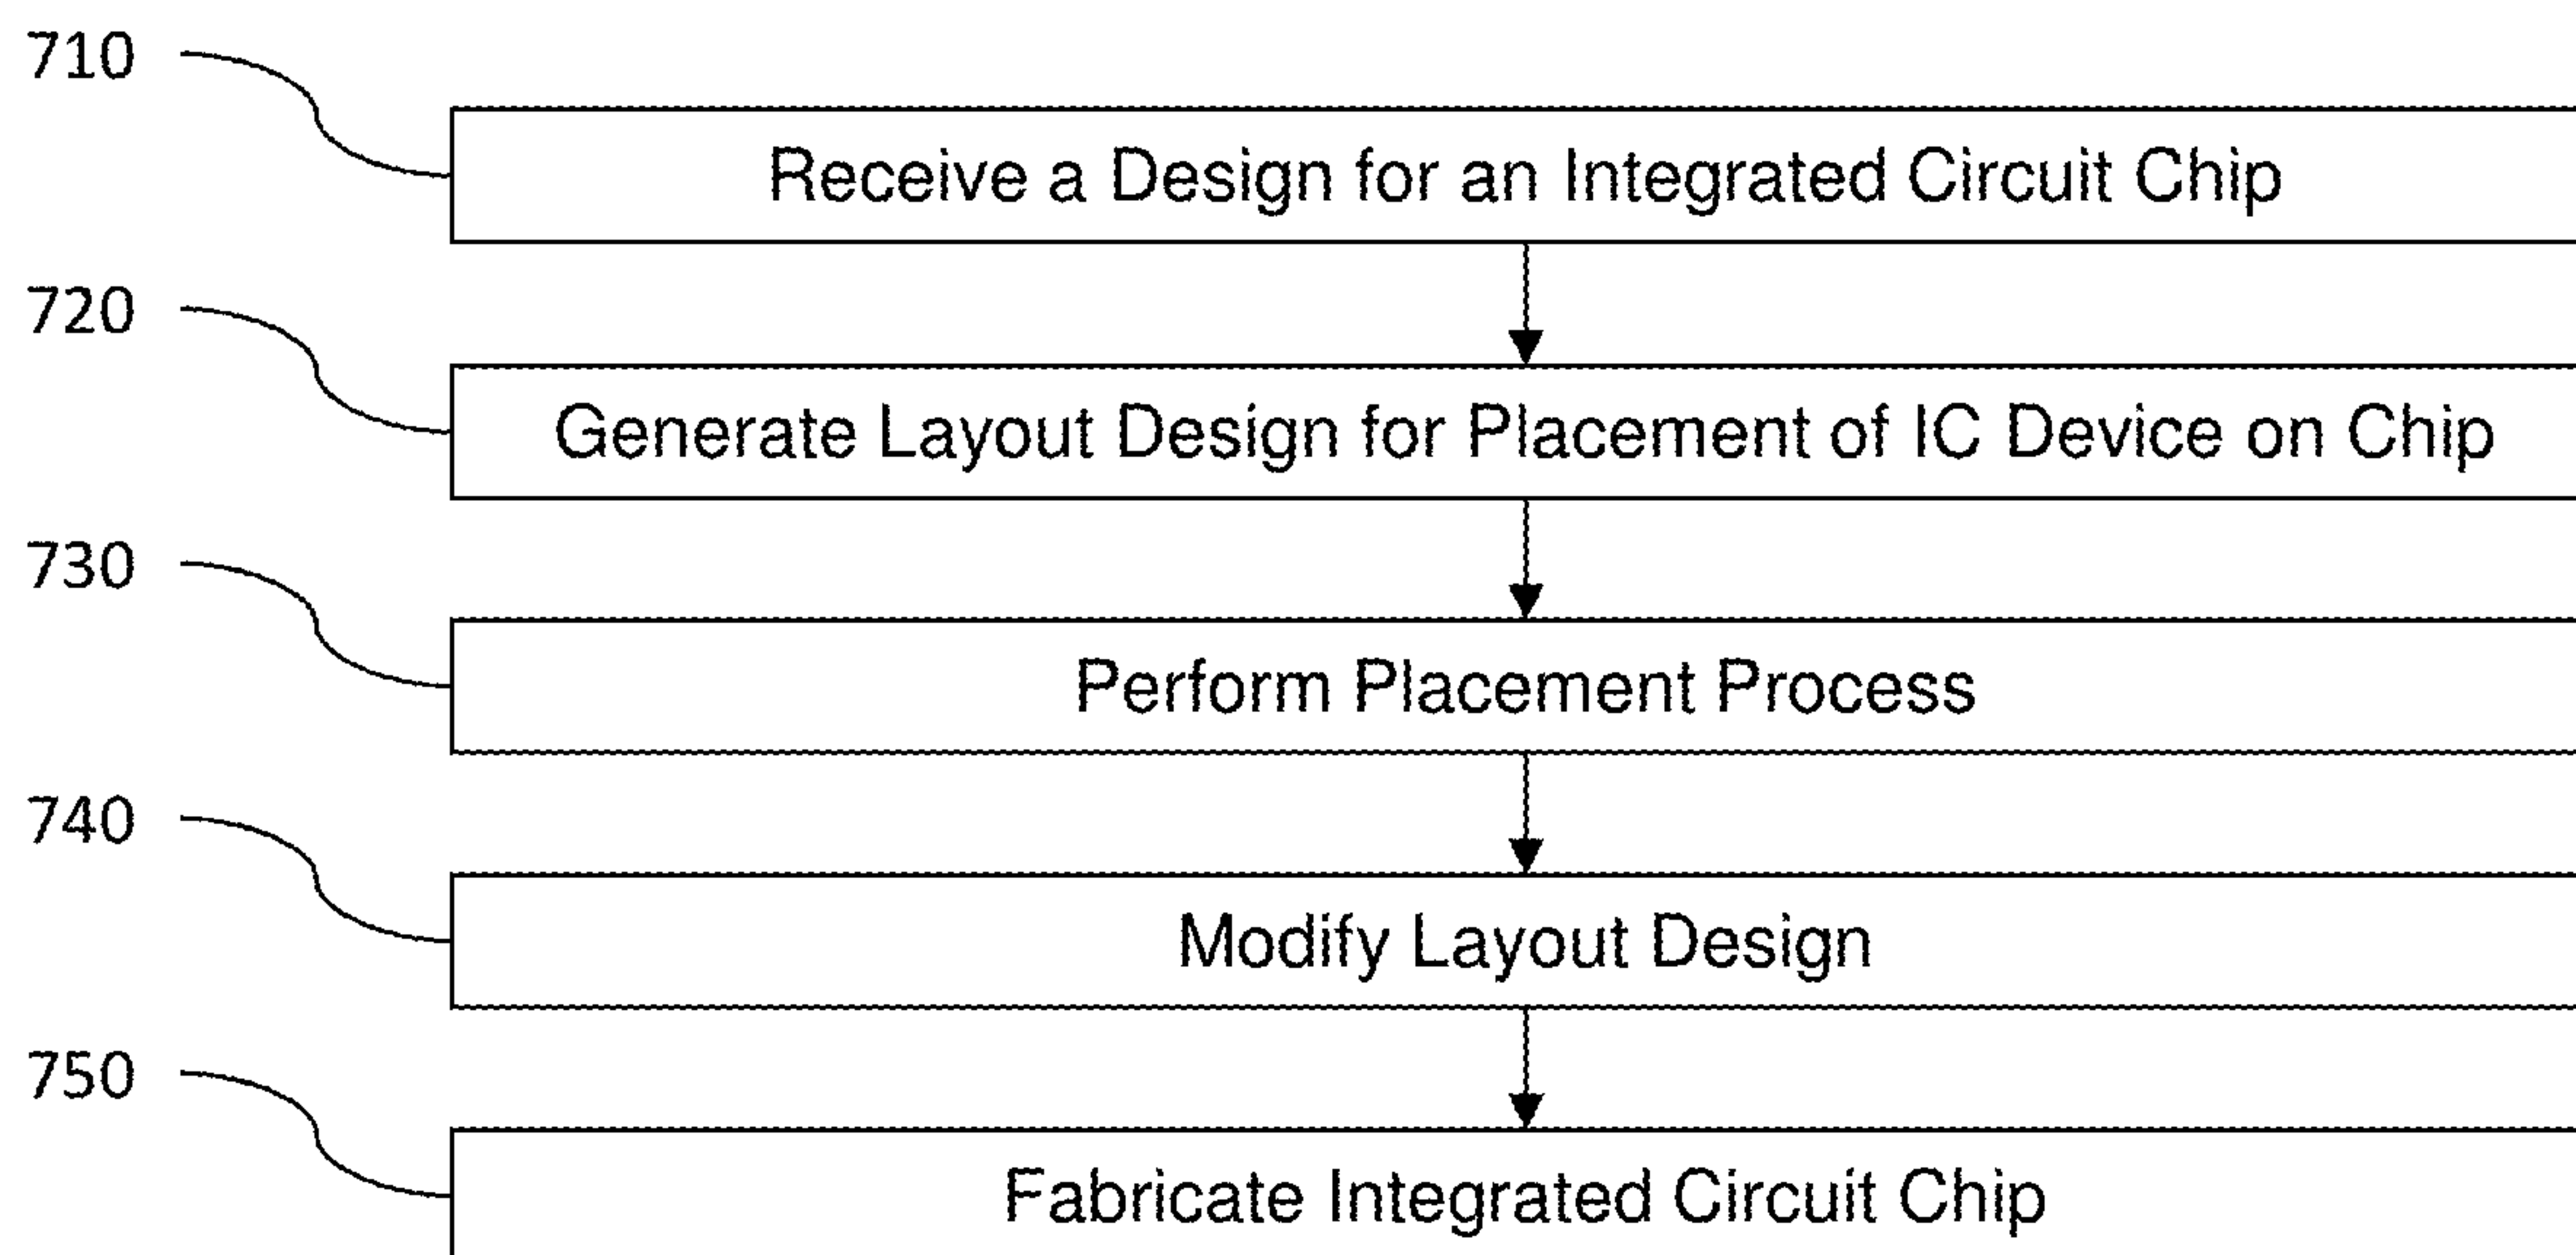 710
Receive a Design for an Integrated Circuit Chip
720
Generate Layout Design for Placement of IC Device on Chip
730
Perform Placement Process
740
Modify Layout Design
750
Fabricate Integrated Circuit Chip